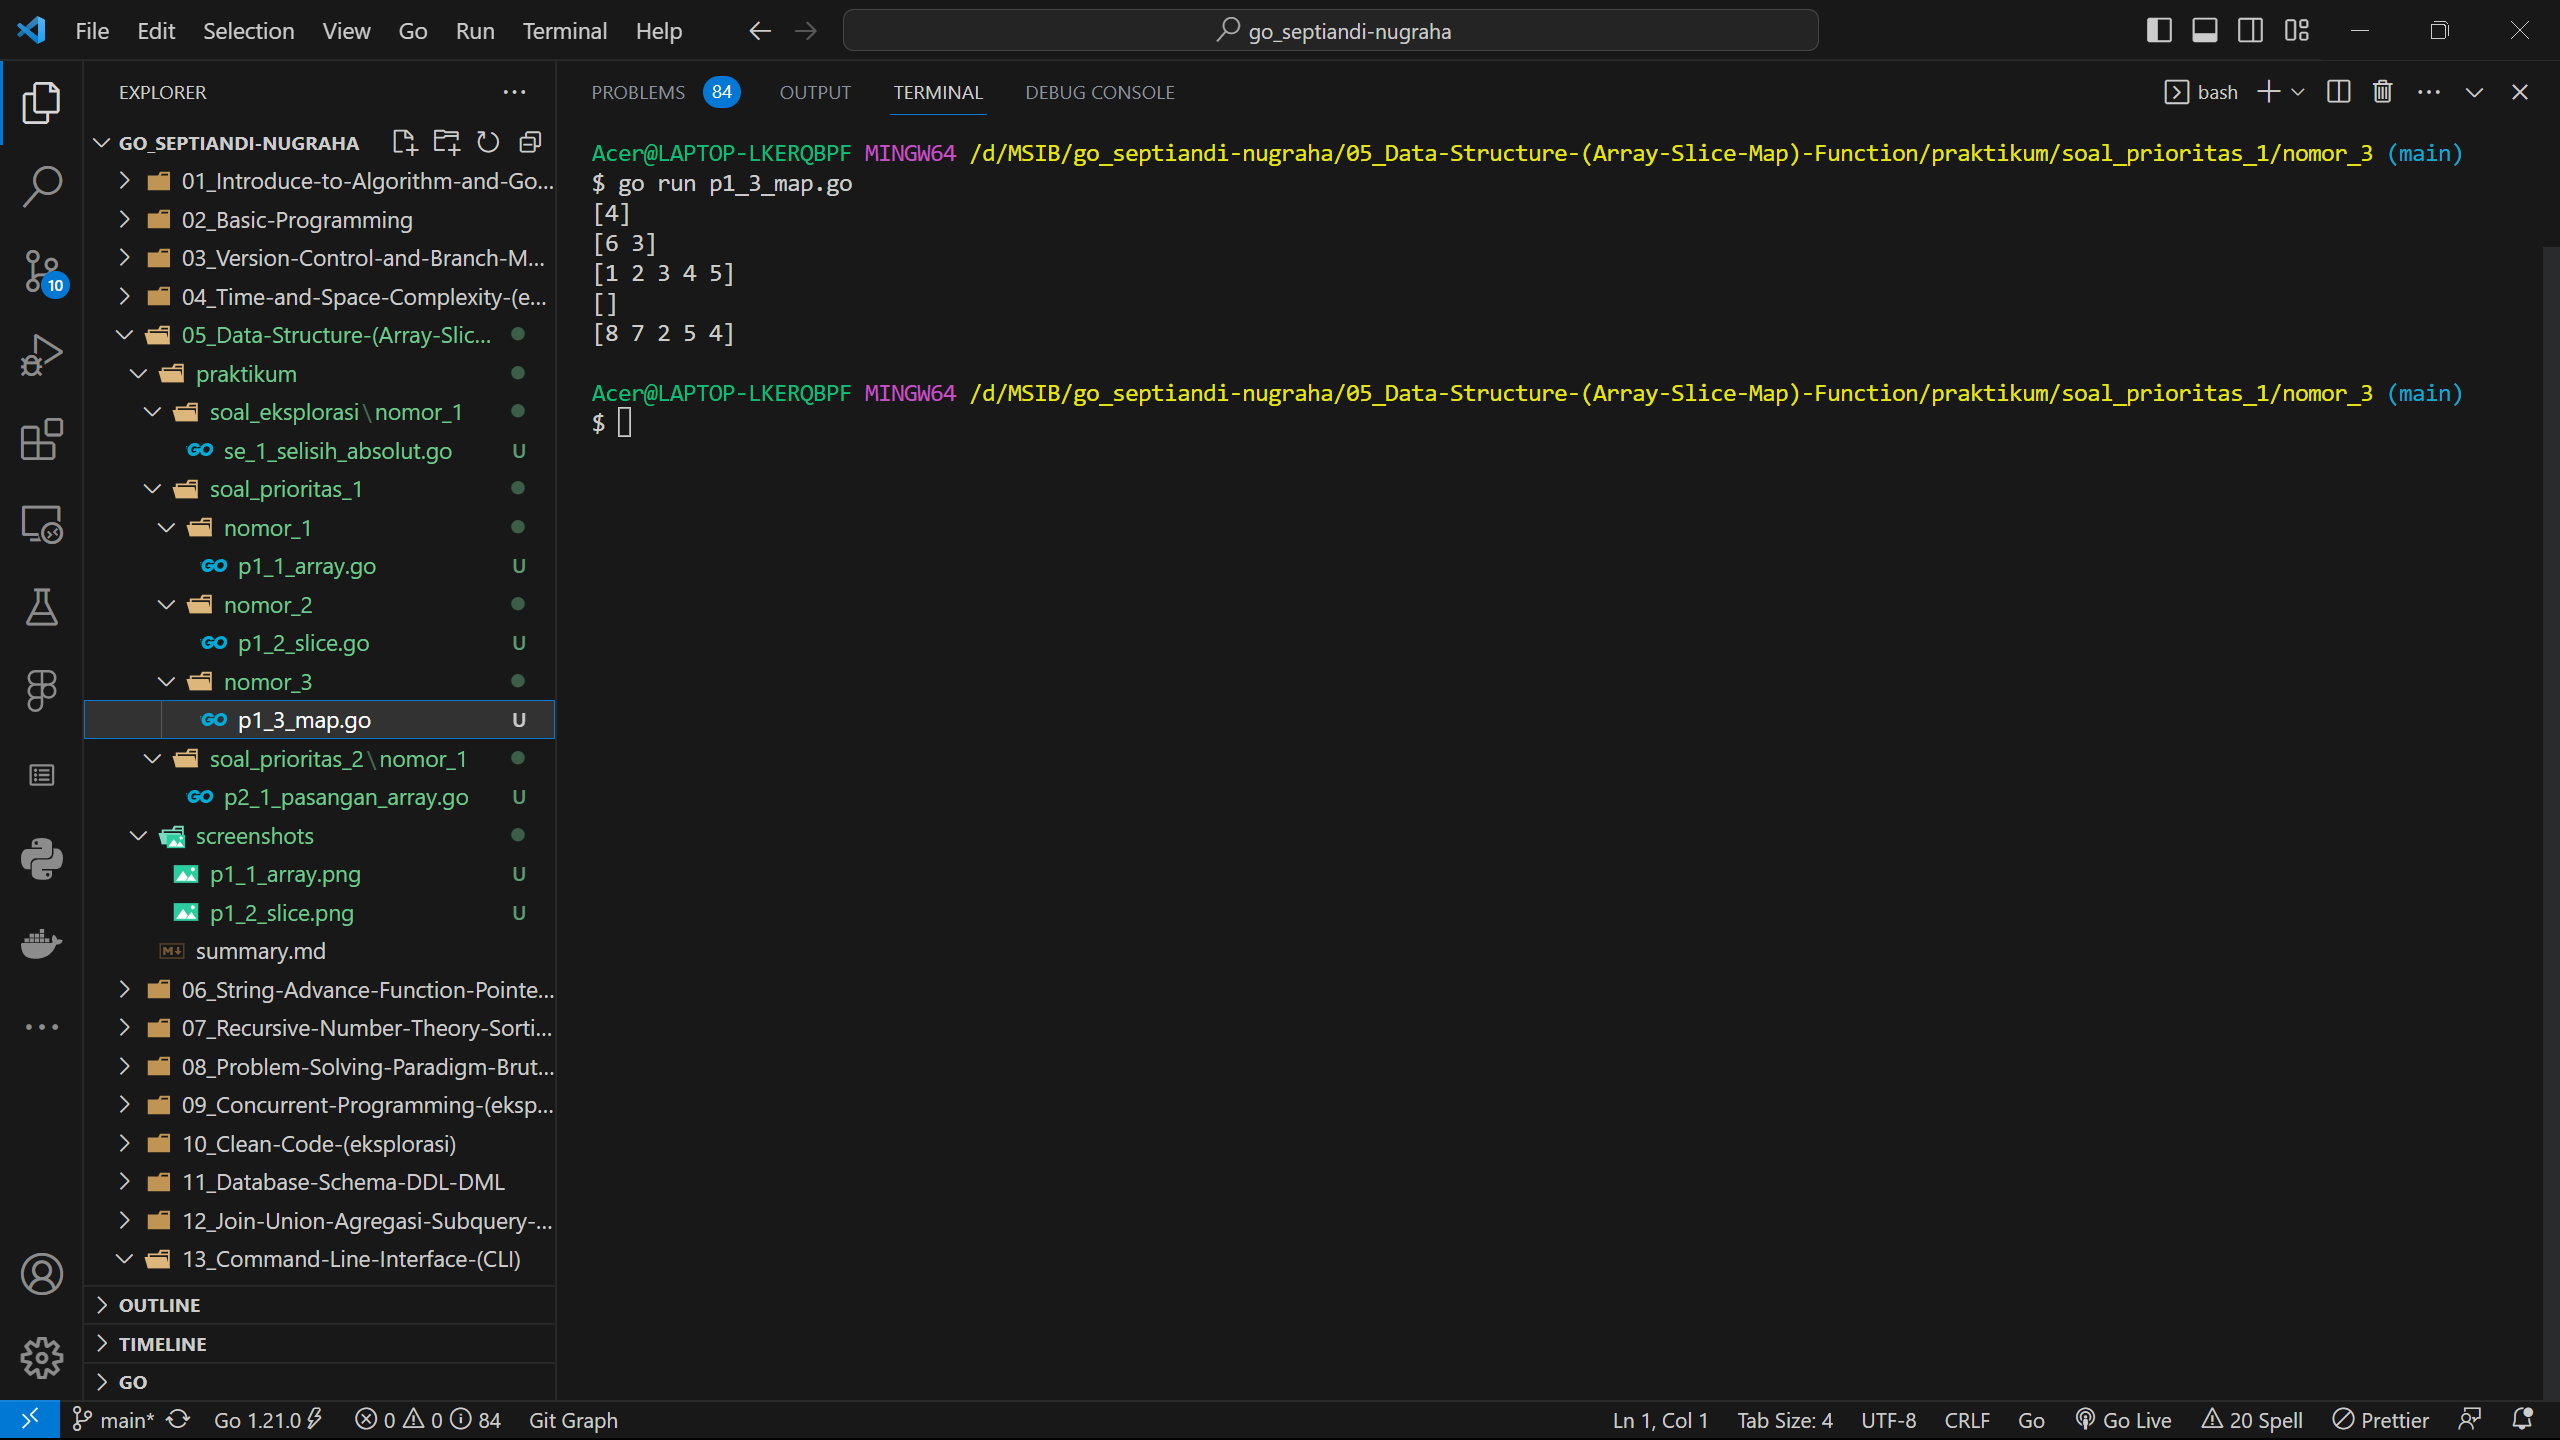 File Edit Selection View Go Run Terminal Help
go_septiandi-nugraha
EXPLORER
GO_SEPTIANDI-NUGRAHA
01_Introduce-to-Algorithm-and-Go...
02_Basic-Programming
03_Version-Control-and-Branch-M...
04_Time-and-Space-Complexity-(e...
05_Data-Structure-(Array-Slic...
praktikum
soal_eksplorasi\nomor_1
GO se_1_selisih_absolut.go U
soal_prioritas_1
nomor_1
GO p1_1_array.go U
nomor_2
GO p1_2_slice.go U
nomor_3
GO p1_3_map.go U
soal_prioritas_2\nomor_1
GO p2_1_pasangan_array.go U
screenshots
p1_1_array.png U
p1_2_slice.png U
summary.md
06_String-Advance-Function-Pointe...
07_Recursive-Number-Theory-Sorti...
08_Problem-Solving-Paradigm-Brut...
09_Concurrent-Programming-(eksp...
10_Clean-Code-(eksplorasi)
11_Database-Schema-DDL-DML
12_Join-Union-Agregasi-Subquery-...
13_Command-Line-Interface-(CLI)
OUTLINE
TIMELINE
GO
10
PROBLEMS 84 OUTPUT TERMINAL DEBUG CONSOLE
bash
Acer@LAPTOP-LKERQBPF MINGW64 /d/MSIB/go_septiandi-nugraha/05_Data-Structure-(Array-Slice-Map)-Function/praktikum/soal_prioritas_1/nomor_3 (main)
$ go run p1_3_map.go
[4]
[6 3]
[1 2 3 4 5]
[]
[8 7 2 5 4]
Acer@LAPTOP-LKERQBPF MINGW64 /d/MSIB/go_septiandi-nugraha/05_Data-Structure-(Array-Slice-Map)-Function/praktikum/soal_prioritas_1/nomor_3 (main)
$
main* Go 1.21.0 0 0 84 Git Graph
Ln 1, Col 1 Tab Size: 4 UTF-8 CRLF Go Go Live 20 Spell Prettier